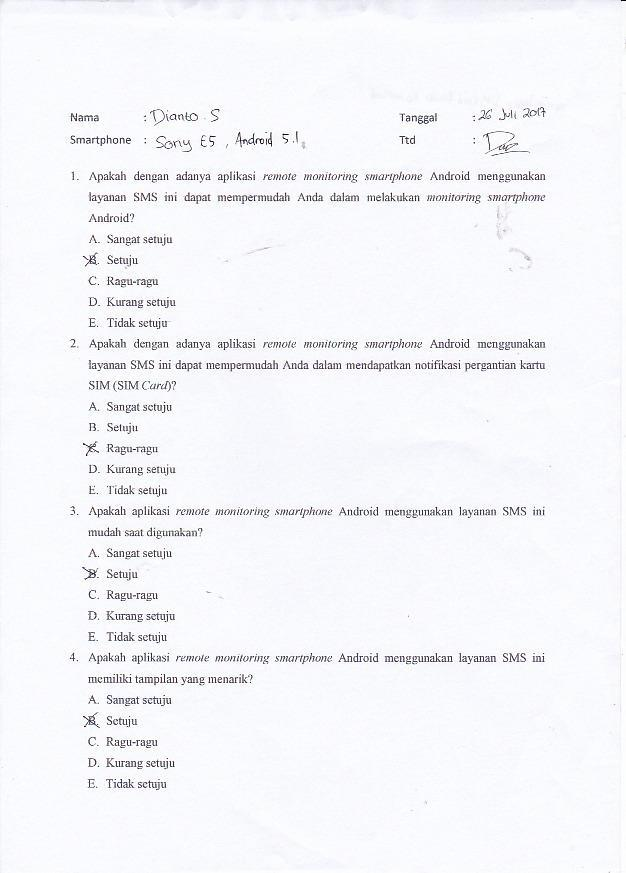 Nama : Dianto . S Tanggal : 26 Juli 2017
Smartphone : Sony E5 , Android 5.1. Ttd :
1. Apakah dengan adanya aplikasi remote monitoring smartphone Android menggunakan
layanan SMS ini dapat mempermudah Anda dalam melakukan monitoring smartphone
Android?
A. Sangat setuju
B. Setuju
C. Ragu-ragu
D. Kurang setuju
E. Tidak setuju
2. Apakah dengan adanya aplikasi remote monitoring smartphone Android menggunakan
layanan SMS ini dapat mempermudah Anda dalam mendapatkan notifikasi pergantian kartu
SIM (SIM Card)?
A. Sangat setuju
B. Setuju
C. Ragu-ragu
D. Kurang setuju
E. Tidak setuju
3. Apakah aplikasi remote monitoring smartphone Android menggunakan layanan SMS ini
mudah saat digunakan?
A. Sangat setuju
B. Setuju
C. Ragu-ragu
D. Kurang setuju
E. Tidak setuju
4. Apakah aplikasi remote monitoring smartphone Android menggunakan layanan SMS ini
memiliki tampilan yang menarik?
A. Sangat setuju
B. Setuju
C. Ragu-ragu
D. Kurang setuju
E. Tidak setuju